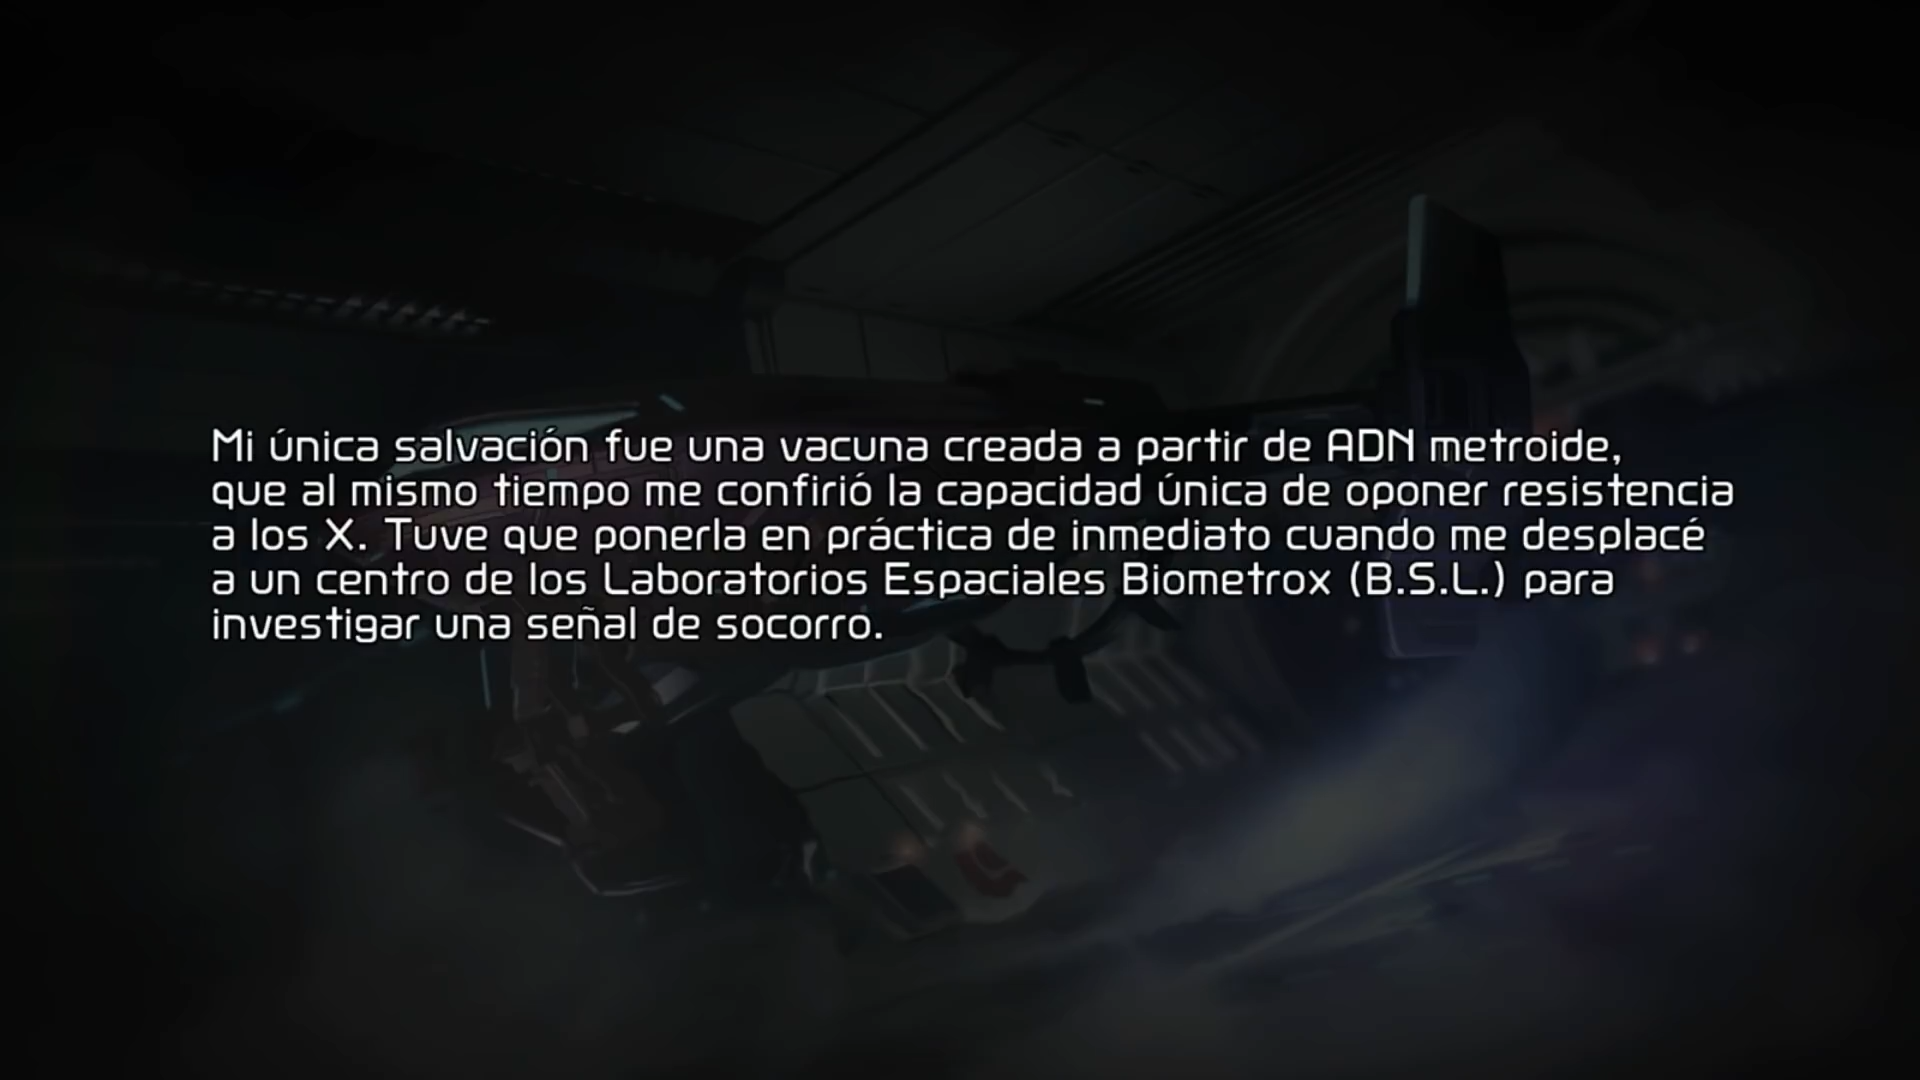 Mi única salvación fue una vacuna creada a partir de ADN metroide,
que al mismo tiempo me confirió la capacidad única de oponer resistencia
a los X. Tuve que ponerla en práctica de inmediato cuando me desplacé
a un centro de los Laboratorios Espaciales Biometrox (B.S.L.) para
investigar una señal de socorro.